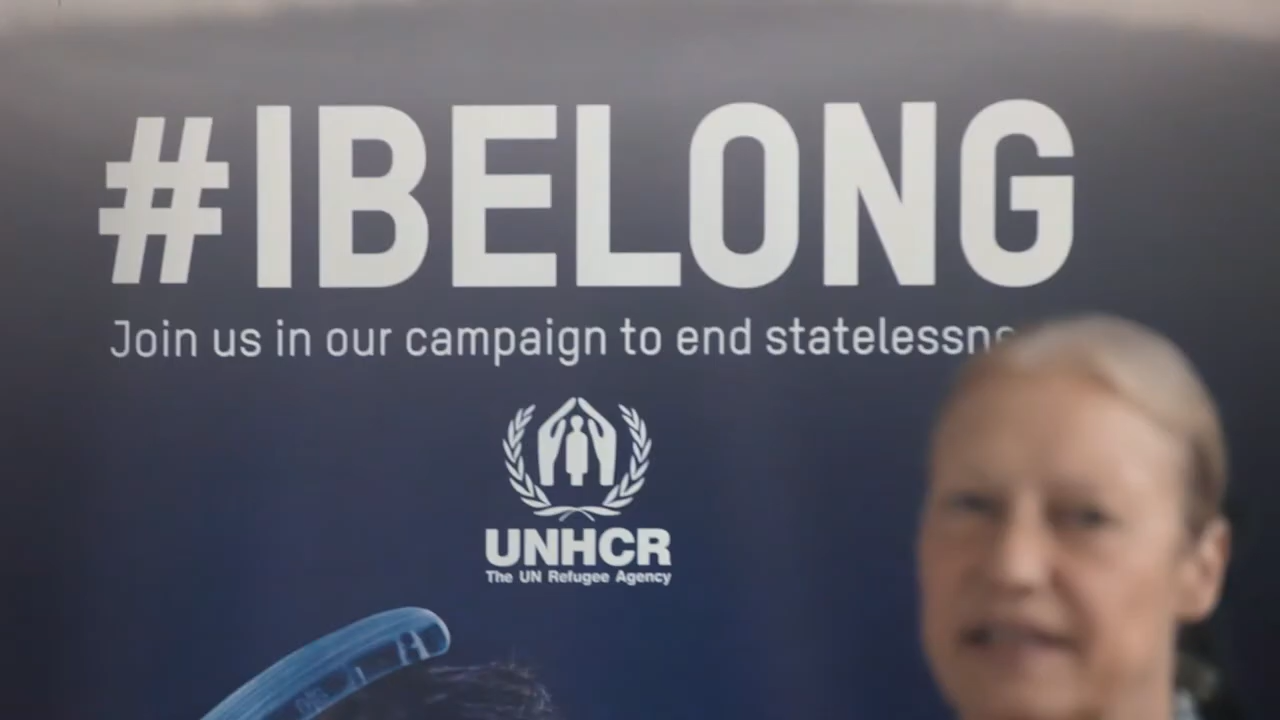 #IBELONG
Join us in our campaign to end statelessn
UNHCR
The UN Refugee Agency